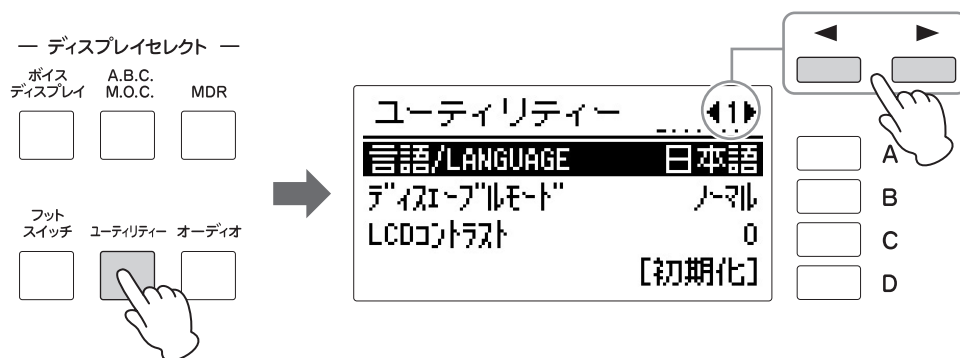 — ディスプレイセレクト —
ボイス
ディスプレイ
A.B.C.
M.O.C.
MDR
フット
スイッチ
ユーティリティー
オーディオ
ユーティリティー ◀1▶
言語/LANGUAGE 日本語
ディスエーブルモード ノーマル
LCDコントラスト 0
[初期化]
◀ ▶
A
B
C
D